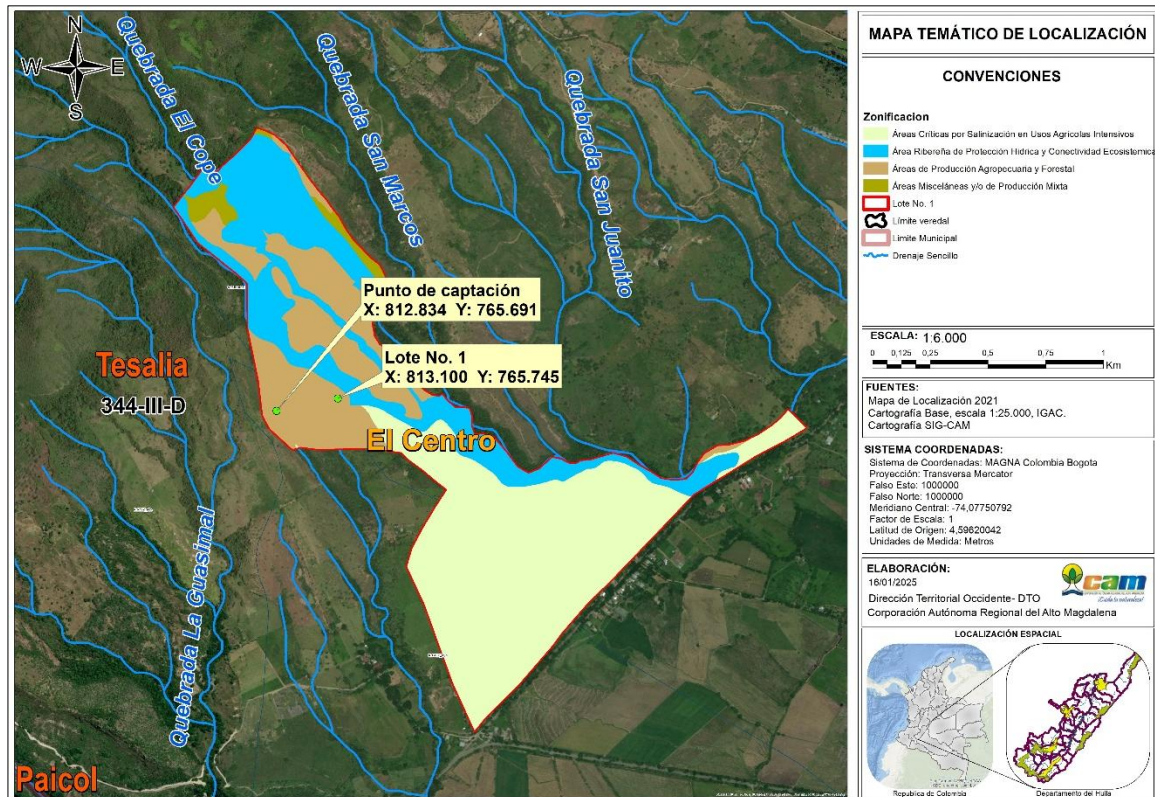 N
W E
S
Quebrada El Cope
Quebrada San Marcos
Quebrada San Juanito
Punto de captación
X: 812.834 Y: 765.691
Lote No. 1
X: 813.100 Y: 765.745
Tesalia
344-III-D
El Centro
Quebrada La Guasimal
Paicol
MAPA TEMÁTICO DE LOCALIZACIÓN
CONVENCIONES
Zonificacion
Áreas Críticas por Salinización en Usos Agrícolas Intensivos
Área Ribereña de Protección Hídrica y Conectividad Ecosistemica
Áreas de Producción Agropecuaria y Forestal
Áreas Misceláneas y/o de Producción Mixta
Lote No. 1
Límite veredal
Limite Municipal
Drenaje Sencillo
ESCALA: 1:6.000
0 0,125 0,25 0,5 0,75 1
Km
FUENTES:
Mapa de Localización 2021
Cartografía Base, escala 1:25.000, IGAC.
Cartografía SIG-CAM
SISTEMA COORDENADAS:
Sistema de Coordenadas: MAGNA Colombia Bogota
Proyección: Transversa Mercator
Falso Este: 1000000
Falso Norte: 1000000
Meridiano Central: -74,07750792
Factor de Escala: 1
Latitud de Origen: 4,59620042
Unidades de Medida: Metros
ELABORACIÓN:
16/01/2025
Dirección Territorial Occidente- DTO
Corporación Autónoma Regional del Alto Magdalena
cam
LOCALIZACIÓN ESPACIAL
Republica de Colombia
Departamento del Huila